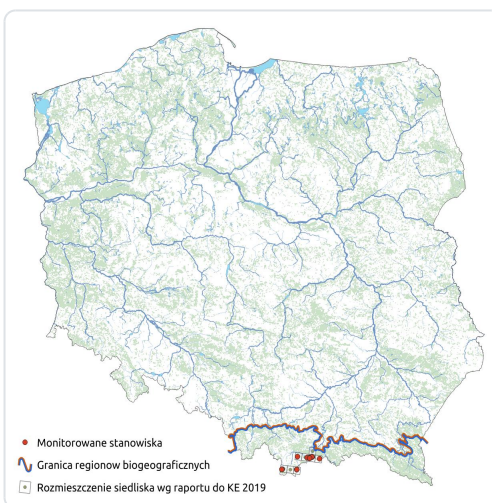 Monitorowane stanowiska
Granica regionow biogeograficznych
Rozmieszczenie siedliska wg raportu do KE 2019